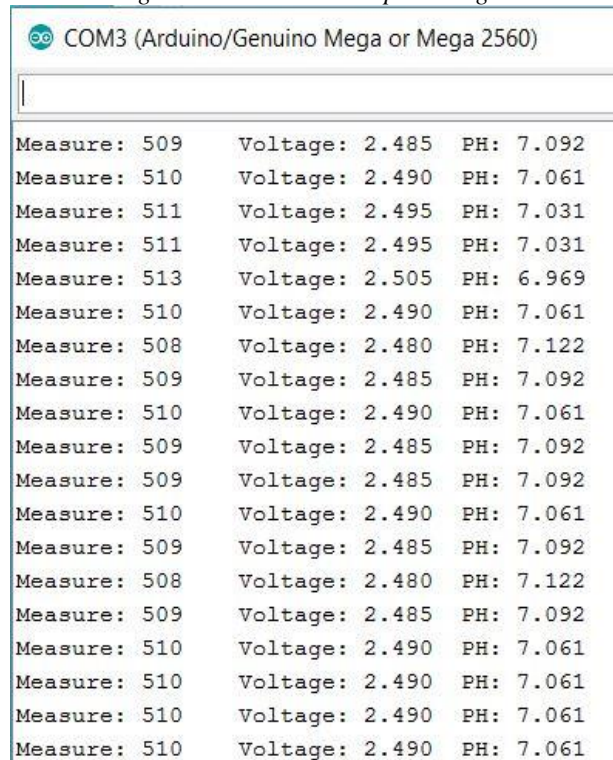 COM3 (Arduino/Genuino Mega or Mega 2560)
Measure: 509 Voltage: 2.485 PH: 7.092
Measure: 510 Voltage: 2.490 PH: 7.061
Measure: 511 Voltage: 2.495 PH: 7.031
Measure: 511 Voltage: 2.495 PH: 7.031
Measure: 513 Voltage: 2.505 PH: 6.969
Measure: 510 Voltage: 2.490 PH: 7.061
Measure: 508 Voltage: 2.480 PH: 7.122
Measure: 509 Voltage: 2.485 PH: 7.092
Measure: 510 Voltage: 2.490 PH: 7.061
Measure: 509 Voltage: 2.485 PH: 7.092
Measure: 509 Voltage: 2.485 PH: 7.092
Measure: 510 Voltage: 2.490 PH: 7.061
Measure: 509 Voltage: 2.485 PH: 7.092
Measure: 508 Voltage: 2.480 PH: 7.122
Measure: 509 Voltage: 2.485 PH: 7.092
Measure: 510 Voltage: 2.490 PH: 7.061
Measure: 510 Voltage: 2.490 PH: 7.061
Measure: 510 Voltage: 2.490 PH: 7.061
Measure: 510 Voltage: 2.490 PH: 7.061